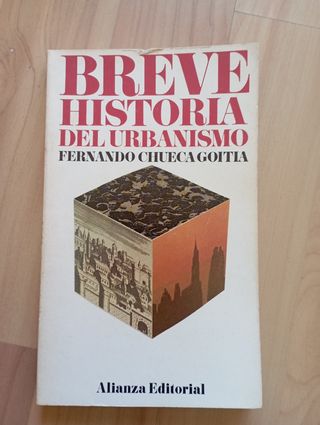 BREVE
HISTORIA
DEL URBANISMO
FERNANDO CHUECA GOITIA
Alianza Editorial